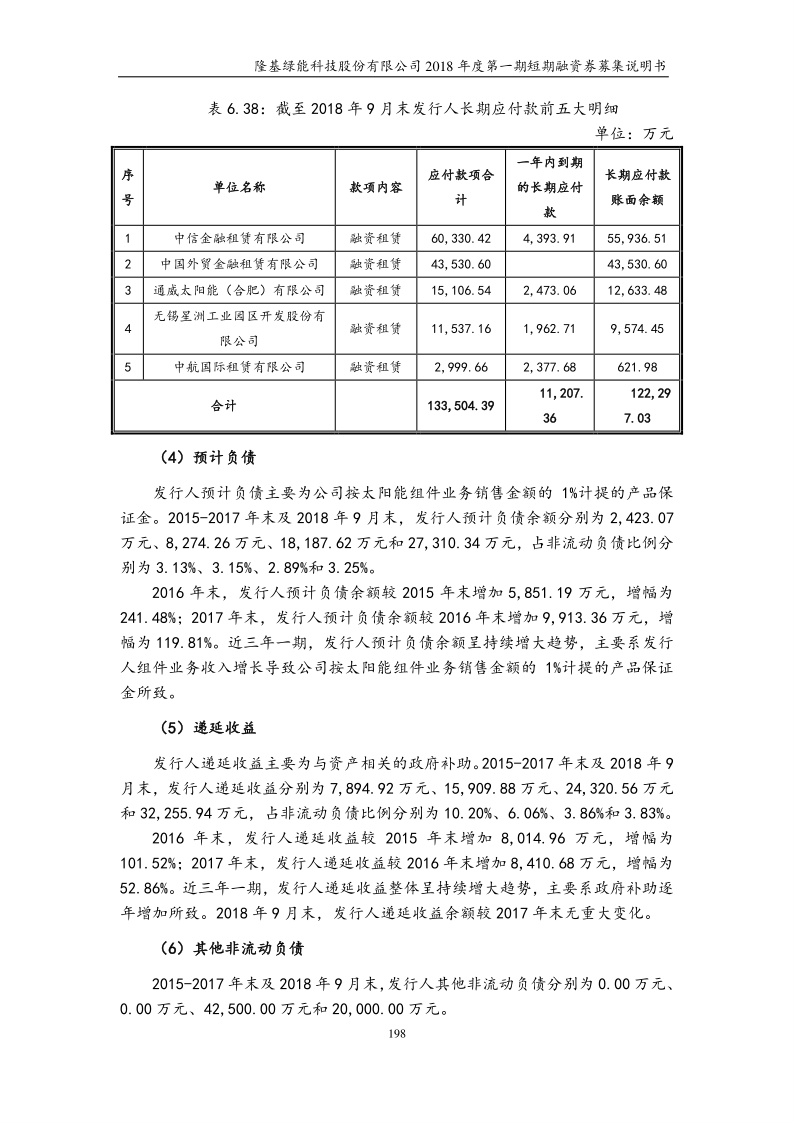 隆基绿能科技股份有限公司 2018 年度第一期短期融资券募集说明书
表 6.38：截至 2018 年 9 月末发行人长期应付款前五大明细
单位：万元
序号 单位名称 款项内容 应付款项合计 一年内到期的长期应付款 长期应付款账面余额
1 中信金融租赁有限公司 融资租赁 60,330.42 4,393.91 55,936.51
2 中国外贸金融租赁有限公司 融资租赁 43,530.60 43,530.60
3 通威太阳能（合肥）有限公司 融资租赁 15,106.54 2,473.06 12,633.48
4 无锡星洲工业园区开发股份有限公司 融资租赁 11,537.16 1,962.71 9,574.45
5 中航国际租赁有限公司 融资租赁 2,999.66 2,377.68 621.98
合计 133,504.39 11,207.36 122,297.03
（4）预计负债
发行人预计负债主要为公司按太阳能组件业务销售金额的 1%计提的产品保
证金。2015-2017 年末及 2018 年 9 月末，发行人预计负债余额分别为 2,423.07
万元、8,274.26 万元、18,187.62 万元和 27,310.34 万元，占非流动负债比例分
别为 3.13%、3.15%、2.89%和 3.25%。
2016 年末，发行人预计负债余额较 2015 年末增加 5,851.19 万元，增幅为
241.48%；2017 年末，发行人预计负债余额较 2016 年末增加 9,913.36 万元，增
幅为 119.81%。近三年一期，发行人预计负债余额呈持续增大趋势，主要系发行
人组件业务收入增长导致公司按太阳能组件业务销售金额的 1%计提的产品保证
金所致。
（5）递延收益
发行人递延收益主要为与资产相关的政府补助。2015-2017 年末及 2018 年 9
月末，发行人递延收益分别为 7,894.92 万元、15,909.88 万元、24,320.56 万元
和 32,255.94 万元，占非流动负债比例分别为 10.20%、6.06%、3.86%和 3.83%。
2016 年末，发行人递延收益较 2015 年末增加 8,014.96 万元，增幅为
101.52%；2017 年末，发行人递延收益较 2016 年末增加 8,410.68 万元，增幅为
52.86%。近三年一期，发行人递延收益整体呈持续增大趋势，主要系政府补助逐
年增加所致。2018 年 9 月末，发行人递延收益余额较 2017 年末无重大变化。
（6）其他非流动负债
2015-2017 年末及 2018 年 9 月末，发行人其他非流动负债分别为 0.00 万元、
0.00 万元、42,500.00 万元和 20,000.00 万元。
198